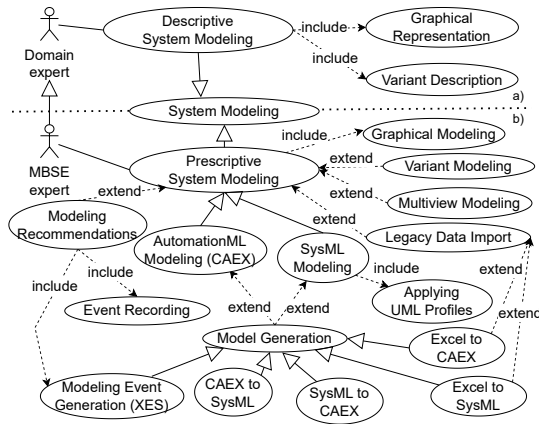 Descriptive
System Modeling
include
Graphical
Representation
Domain
expert
include
Variant Description
a)
System Modeling
b)
include
Graphical Modeling
MBSE
expert
Prescriptive
System Modeling
extend
Variant Modeling
extend
extend
Multiview Modeling
Modeling
Recommendations
AutomationML
Modeling (CAEX)
SysML
Modeling
extend
Legacy Data Import
include
include
include
extend
Event Recording
extend
extend
Applying
UML Profiles
extend
Model Generation
Excel to
CAEX
Modeling Event
Generation (XES)
CAEX to
SysML
SysML to
CAEX
Excel to
SysML